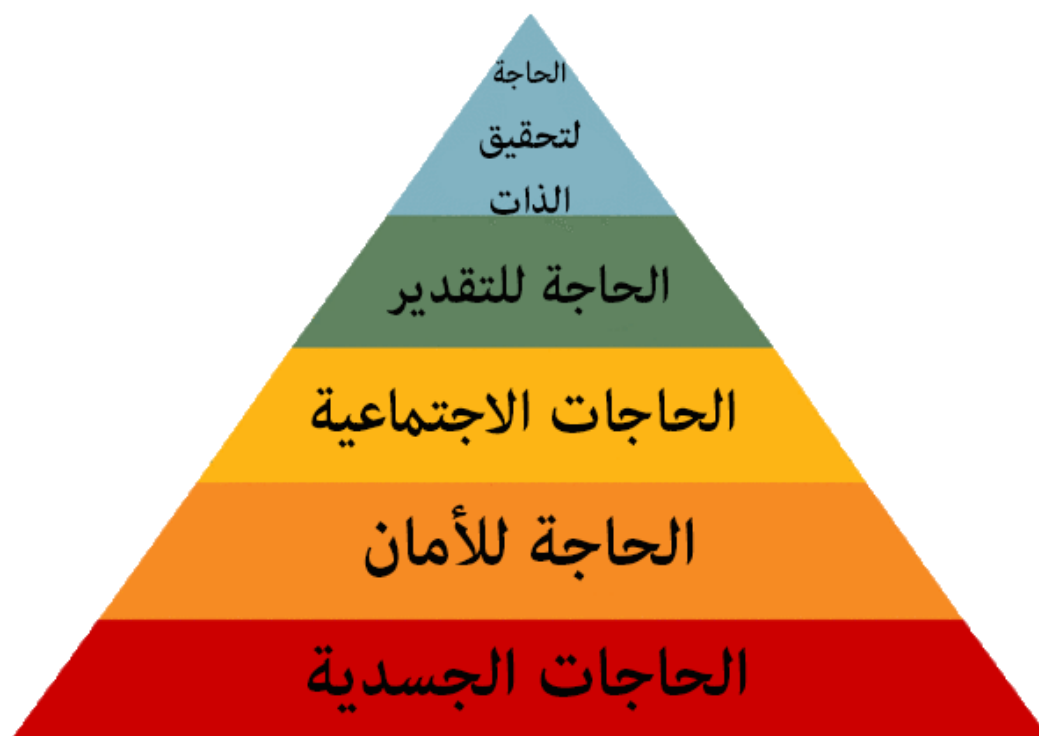 الحاجة
لتحقيق
الذات
الحاجة للتقدير
الحاجات الاجتماعية
الحاجة للأمان
الحاجات الجسدية